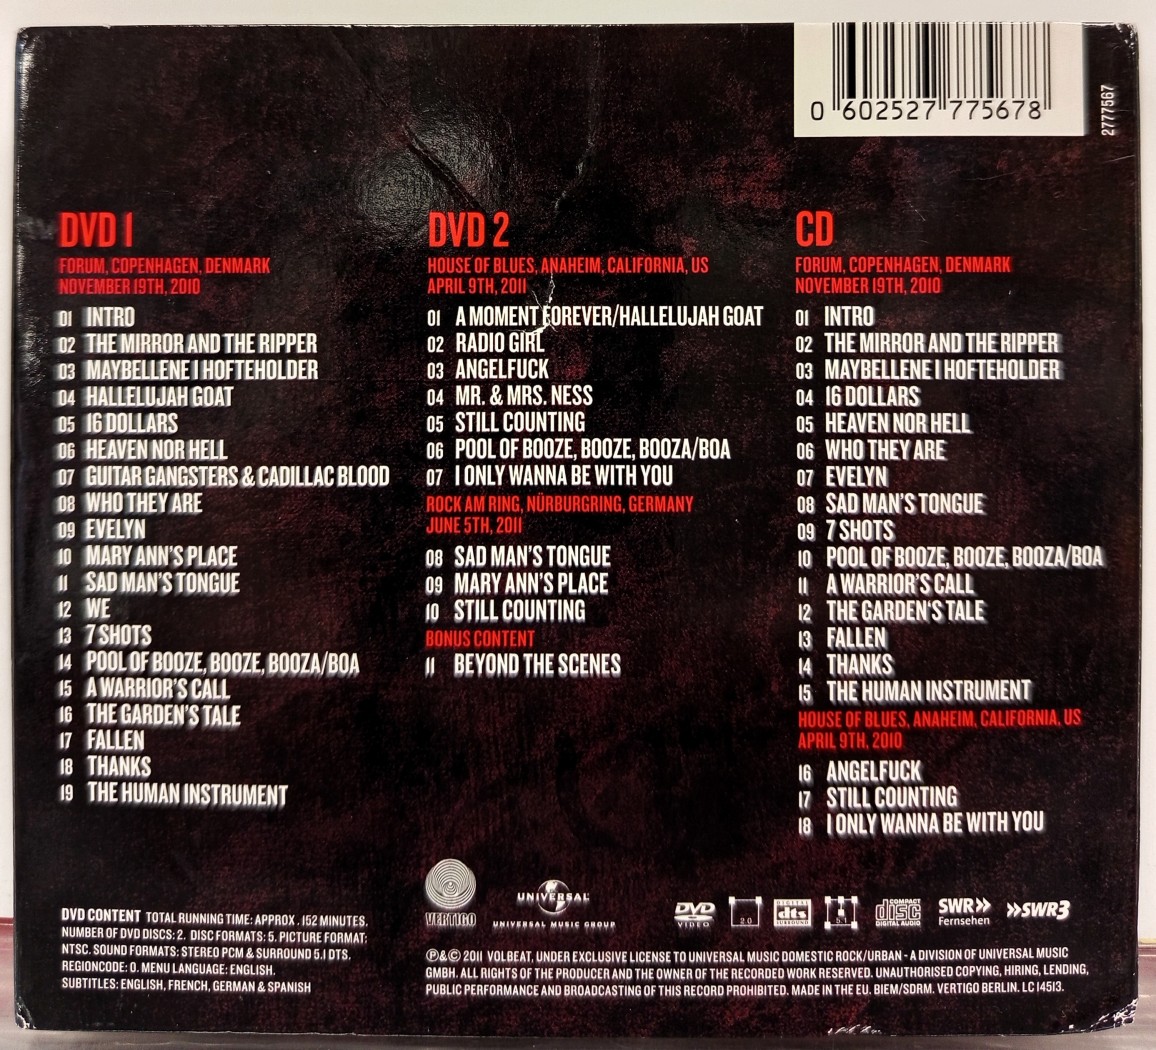 0 602527 775678
2777567
DVD 1
FORUM, COPENHAGEN, DENMARK
NOVEMBER 19TH, 2010
01 INTRO
02 THE MIRROR AND THE RIPPER
03 MAYBELLENE I HOFTEHOLDER
04 HALLELUJAH GOAT
05 16 DOLLARS
06 HEAVEN NOR HELL
07 GUITAR GANGSTERS & CADILLAC BLOOD
08 WHO THEY ARE
09 EVELYN
10 MARY ANN'S PLACE
11 SAD MAN'S TONGUE
12 WE
13 7 SHOTS
14 POOL OF BOOZE, BOOZE, BOOZA/BOA
15 A WARRIOR'S CALL
16 THE GARDEN'S TALE
17 FALLEN
18 THANKS
19 THE HUMAN INSTRUMENT
DVD 2
HOUSE OF BLUES, ANAHEIM, CALIFORNIA, US
APRIL 9TH, 2011
01 A MOMENT FOREVER/HALLELUJAH GOAT
02 RADIO GIRL
03 ANGELFUCK
04 MR. & MRS. NESS
05 STILL COUNTING
06 POOL OF BOOZE, BOOZE, BOOZA/BOA
07 I ONLY WANNA BE WITH YOU
ROCK AM RING, NÜRBURGRING, GERMANY
JUNE 5TH, 2011
08 SAD MAN'S TONGUE
09 MARY ANN'S PLACE
10 STILL COUNTING
BONUS CONTENT
11 BEYOND THE SCENES
CD
FORUM, COPENHAGEN, DENMARK
NOVEMBER 19TH, 2010
01 INTRO
02 THE MIRROR AND THE RIPPER
03 MAYBELLENE I HOFTEHOLDER
04 16 DOLLARS
05 HEAVEN NOR HELL
06 WHO THEY ARE
07 EVELYN
08 SAD MAN'S TONGUE
09 7 SHOTS
10 POOL OF BOOZE, BOOZE, BOOZA/BOA
11 A WARRIOR'S CALL
12 THE GARDEN'S TALE
13 FALLEN
14 THANKS
15 THE HUMAN INSTRUMENT
HOUSE OF BLUES, ANAHEIM, CALIFORNIA, US
APRIL 9TH, 2010
16 ANGELFUCK
17 STILL COUNTING
18 I ONLY WANNA BE WITH YOU
DVD CONTENT TOTAL RUNNING TIME: APPROX. 152 MINUTES.
NUMBER OF DVD DISCS: 2. DISC FORMATS: 5. PICTURE FORMAT:
NTSC. SOUND FORMATS: STEREO PCM & SURROUND 5.1 DTS.
REGIONCODE: 0. MENU LANGUAGE: ENGLISH.
SUBTITLES: ENGLISH, FRENCH, GERMAN & SPANISH
VERTIGO
UNIVERSAL
UNIVERSAL MUSIC GROUP
DVD VIDEO
2.0
DIGITAL dts SURROUND
5.1
COMPACT disc DIGITAL AUDIO
SWR>> Fernsehen
>>SWR3
℗&© 2011 VOLBEAT, UNDER EXCLUSIVE LICENSE TO UNIVERSAL MUSIC DOMESTIC ROCK/URBAN - A DIVISION OF UNIVERSAL MUSIC
GMBH. ALL RIGHTS OF THE PRODUCER AND THE OWNER OF THE RECORDED WORK RESERVED. UNAUTHORISED COPYING, HIRING, LENDING,
PUBLIC PERFORMANCE AND BROADCASTING OF THIS RECORD PROHIBITED. MADE IN THE EU. BIEM/SDRM. VERTIGO BERLIN. LC 14513.